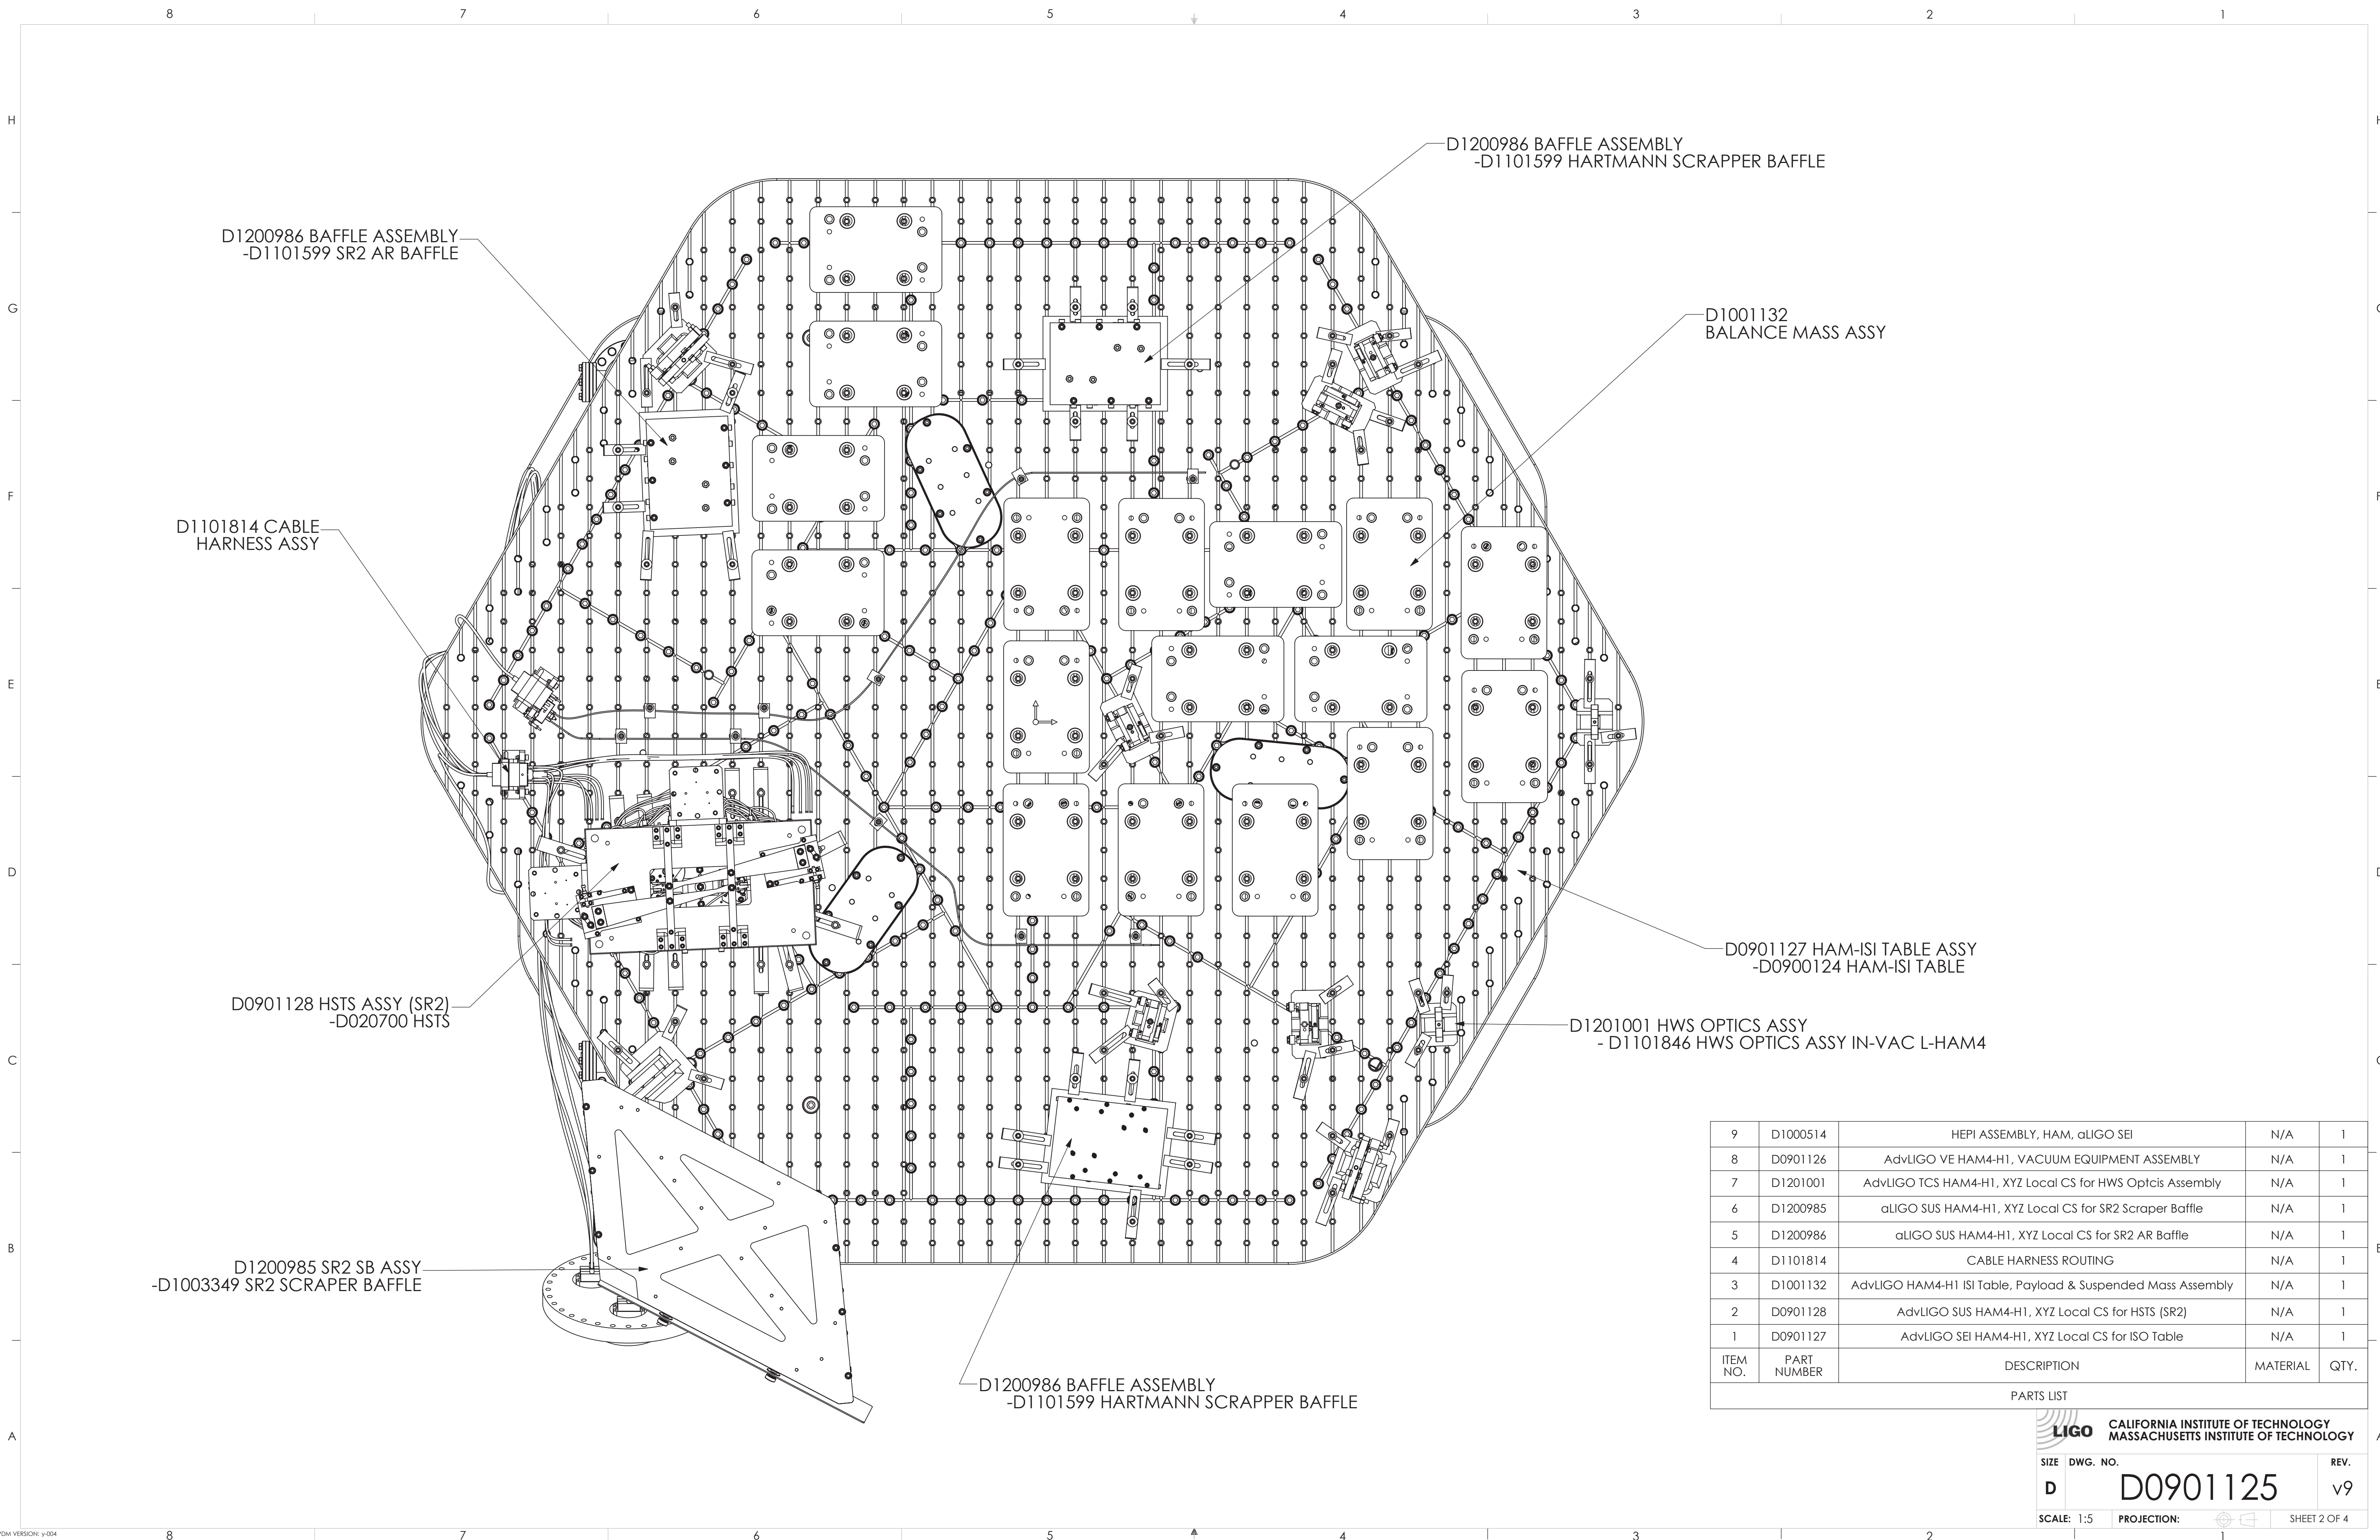 8 7 6 5 4 3 2 1
H
G
F
E
D
C
B
A
D1200986 BAFFLE ASSEMBLY
-D1101599 HARTMANN SCRAPPER BAFFLE
D1200986 BAFFLE ASSEMBLY
-D1101599 SR2 AR BAFFLE
D1001132
BALANCE MASS ASSY
D1101814 CABLE
HARNESS ASSY
D0901127 HAM-ISI TABLE ASSY
-D0900124 HAM-ISI TABLE
D0901128 HSTS ASSY (SR2)
-D020700 HSTS
D1201001 HWS OPTICS ASSY
- D1101846 HWS OPTICS ASSY IN-VAC L-HAM4
D1200985 SR2 SB ASSY
-D1003349 SR2 SCRAPER BAFFLE
D1200986 BAFFLE ASSEMBLY
-D1101599 HARTMANN SCRAPPER BAFFLE
9 D1000514 HEPI ASSEMBLY, HAM, aLIGO SEI N/A 1
8 D0901126 AdvLIGO VE HAM4-H1, VACUUM EQUIPMENT ASSEMBLY N/A 1
7 D1201001 AdvLIGO TCS HAM4-H1, XYZ Local CS for HWS Optcis Assembly N/A 1
6 D1200985 aLIGO SUS HAM4-H1, XYZ Local CS for SR2 Scraper Baffle N/A 1
5 D1200986 aLIGO SUS HAM4-H1, XYZ Local CS for SR2 AR Baffle N/A 1
4 D1101814 CABLE HARNESS ROUTING N/A 1
3 D1001132 AdvLIGO HAM4-H1 ISI Table, Payload & Suspended Mass Assembly N/A 1
2 D0901128 AdvLIGO SUS HAM4-H1, XYZ Local CS for HSTS (SR2) N/A 1
1 D0901127 AdvLIGO SEI HAM4-H1, XYZ Local CS for ISO Table N/A 1
ITEM NO. PART NUMBER DESCRIPTION MATERIAL QTY.
PARTS LIST
LIGO
CALIFORNIA INSTITUTE OF TECHNOLOGY
MASSACHUSETTS INSTITUTE OF TECHNOLOGY
SIZE DWG. NO. REV.
D D0901125 v9
SCALE: 1:5 PROJECTION: SHEET 2 OF 4
8 7 6 5 4 3 2 1